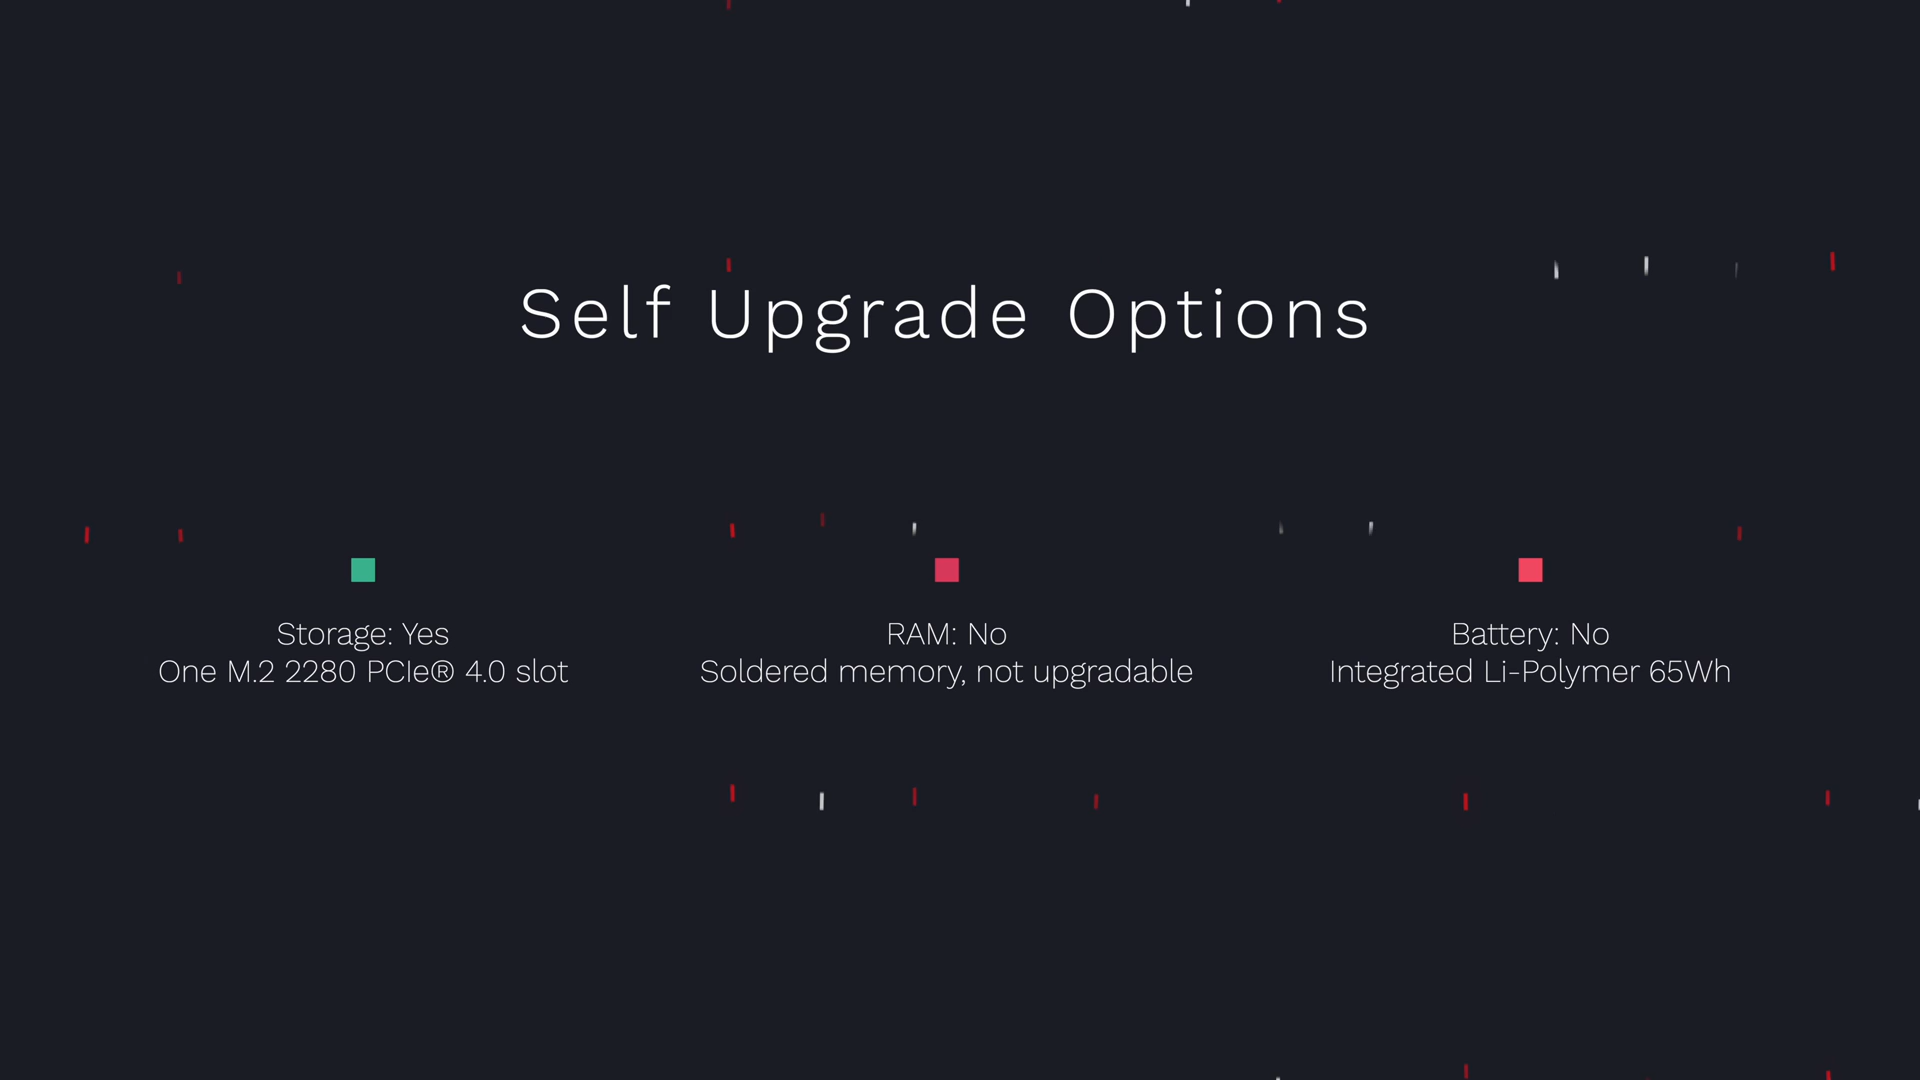 Self Upgrade Options
Storage: Yes
One M.2 2280 PCIe® 4.0 slot
RAM: No
Soldered memory, not upgradable
Battery: No
Integrated Li-Polymer 65Wh